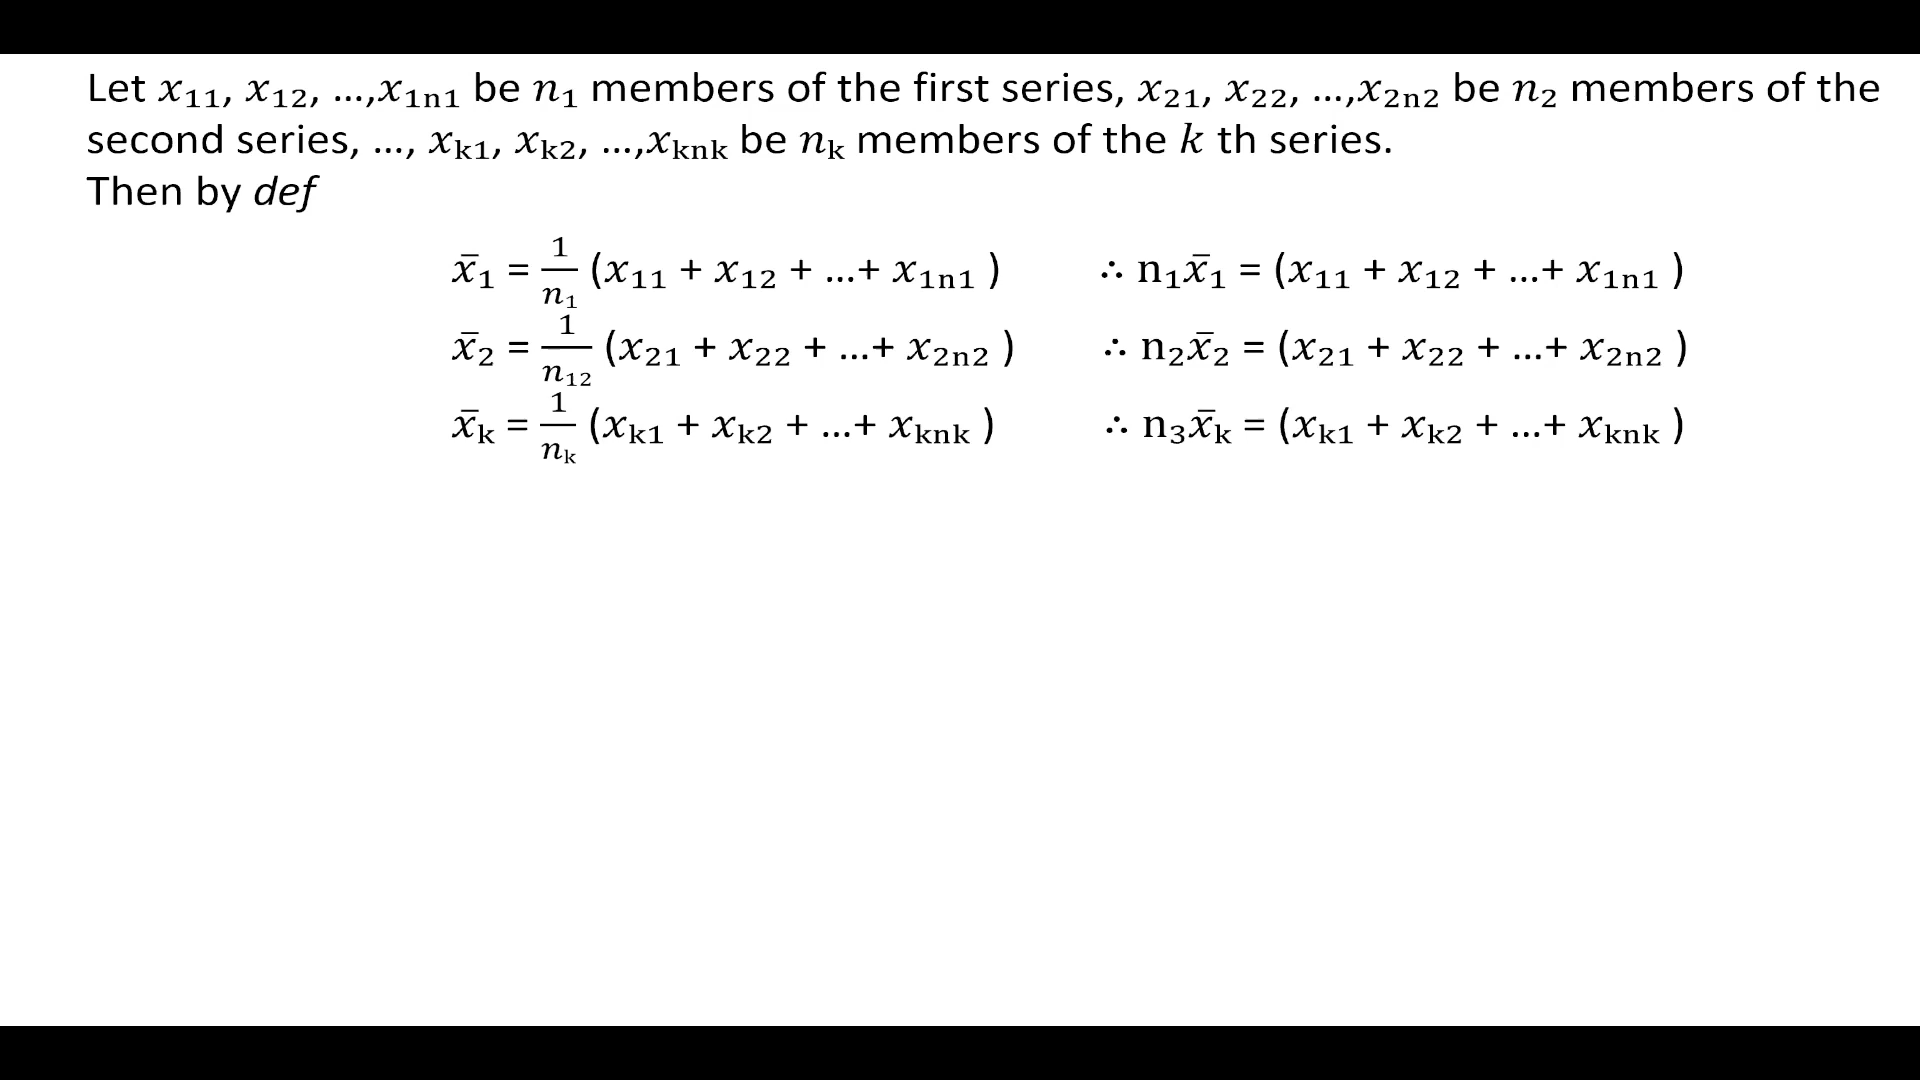 Let x₁₁, x₁₂, ...,x₁ₙ₁ be n₁ members of the first series, x₂₁, x₂₂, ...,x₂ₙ₂ be n₂ members of the
second series, ..., xₖ₁, xₖ₂, ...,xₖₙₖ be nₖ members of the k th series.
Then by def
x̄₁ = 1/n₁ (x₁₁ + x₁₂ + ...+ x₁ₙ₁ ) ∴ n₁x̄₁ = (x₁₁ + x₁₂ + ...+ x₁ₙ₁ )
x̄₂ = 1/n₁₂ (x₂₁ + x₂₂ + ...+ x₂ₙ₂ ) ∴ n₂x̄₂ = (x₂₁ + x₂₂ + ...+ x₂ₙ₂ )
x̄ₖ = 1/nₖ (xₖ₁ + xₖ₂ + ...+ xₖₙₖ ) ∴ n₃x̄ₖ = (xₖ₁ + xₖ₂ + ...+ xₖₙₖ )